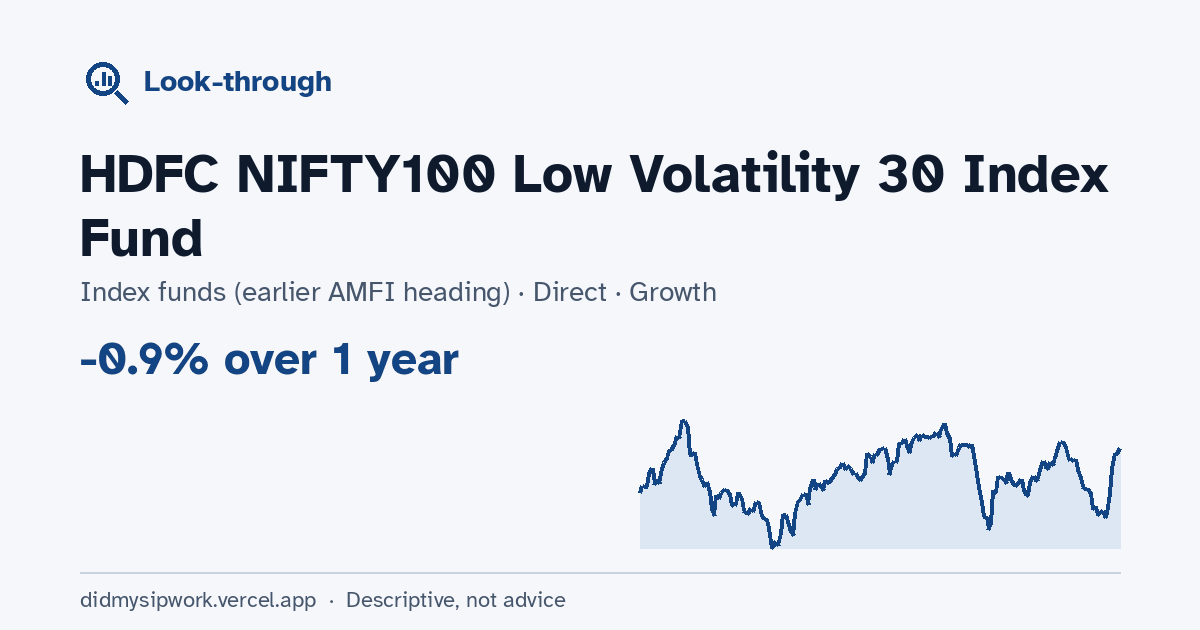 Look-through
HDFC NIFTY100 Low Volatility 30 Index
Fund
Index funds (earlier AMFI heading) · Direct · Growth
-0.9% over 1 year
didmysipwork.vercel.app · Descriptive, not advice